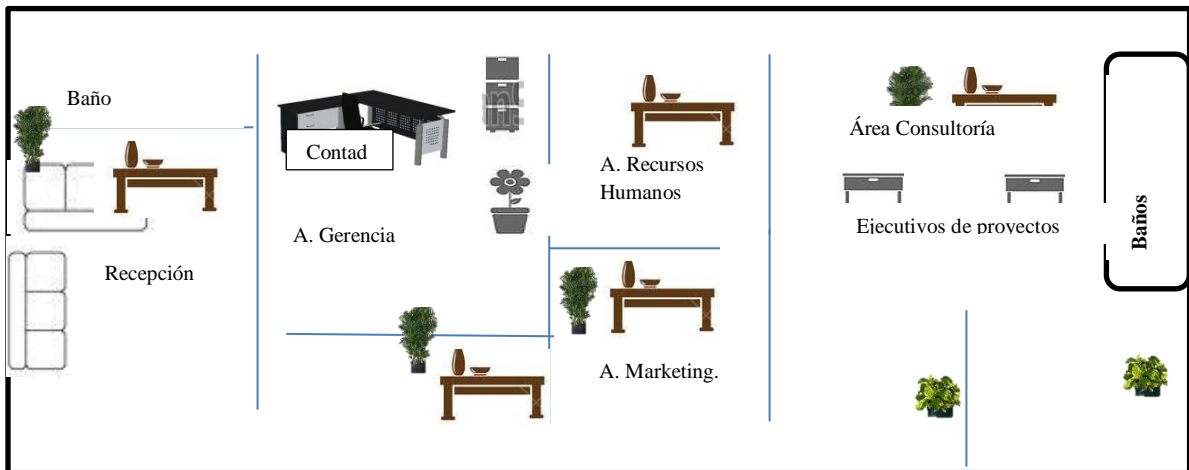 Baño
Recepción
Contad
A. Gerencia
A. Recursos
Humanos
A. Marketing.
Área Consultoría
Ejecutivos de proyectos
Baños